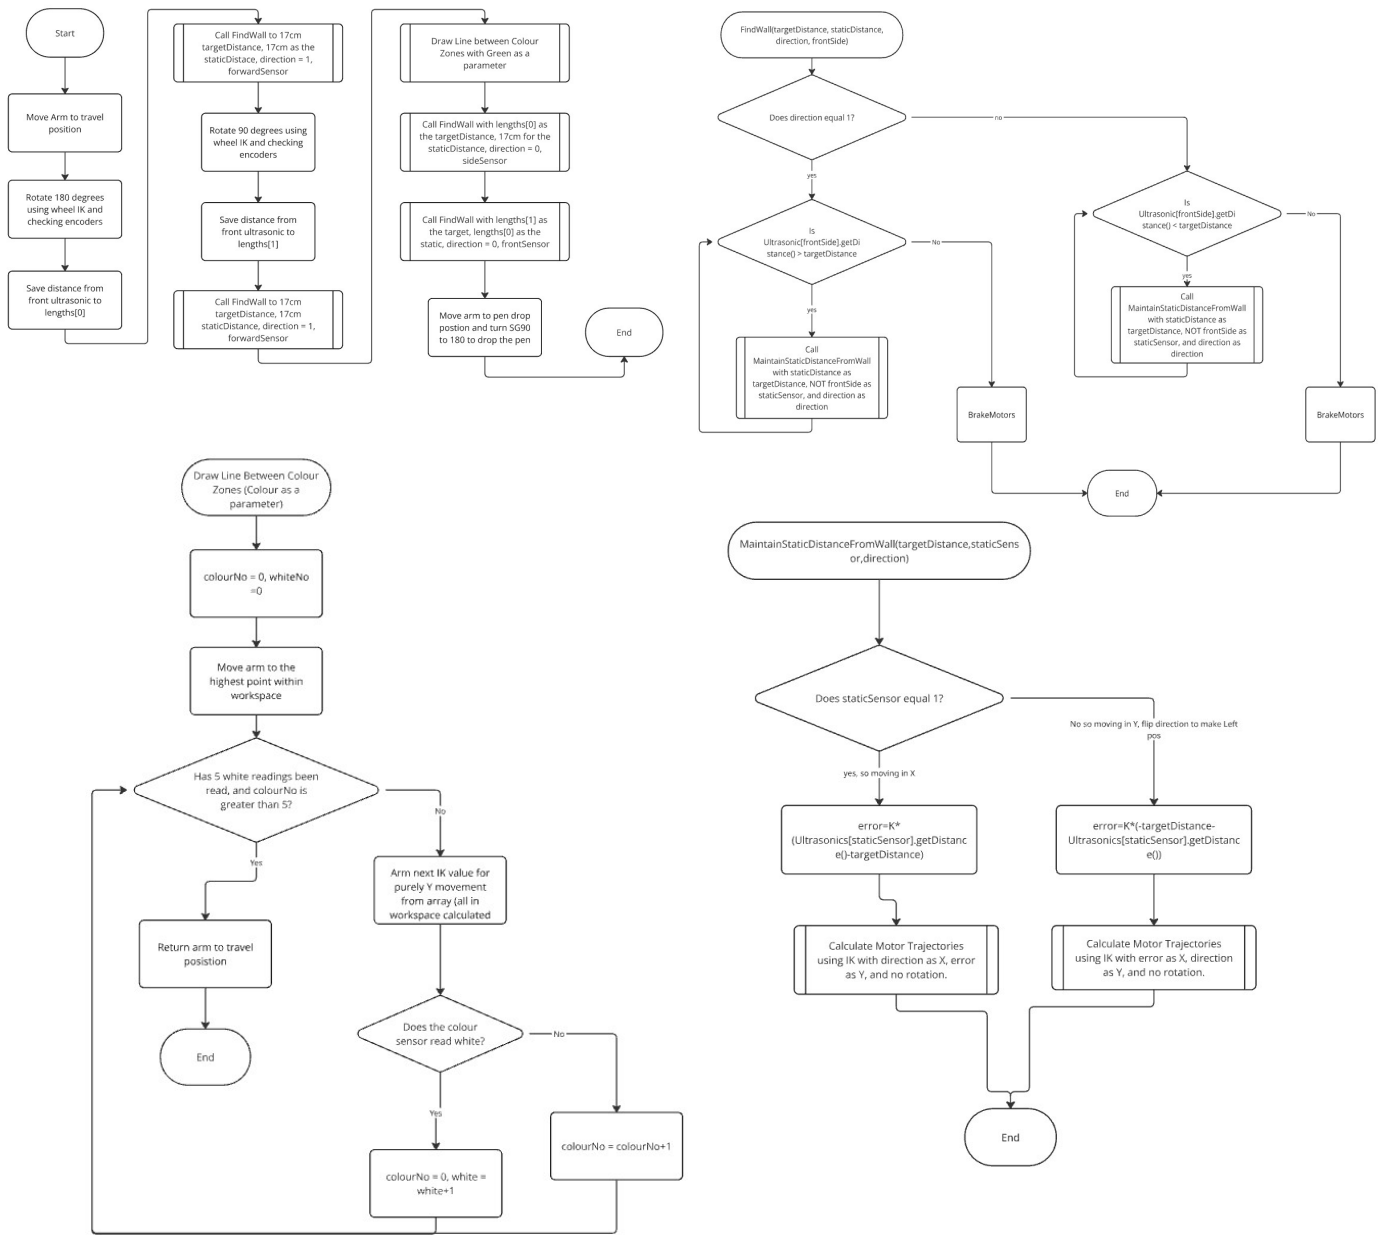 Start
Move Arm to travel
position
Rotate 180 degrees
using wheel IK and
checking encoders
Save distance from
front ultrasonic to
lengths[0]
Call FindWall to 17cm
targetDistance, 17cm as the
staticDistace, direction = 1,
forwardSensor
Rotate 90 degrees using
wheel IK and checking
encoders
Save distance from
front ultrasonic to
lengths[1]
Call FindWall to 17cm
targetDistance, 17cm
staticDistance, direction = 1,
forwardSensor
Draw Line between Colour
Zones with Green as a
parameter
Call FindWall with lengths[0] as
the targetDistance, 17cm for the
staticDistance, direction = 0,
sideSensor
Call FindWall with lengths[1] as
the target, lengths[0] as the
static, direction = 0, frontSensor
Move arm to pen drop
postion and turn SG90
to 180 to drop the pen
End
FindWall(targetDistance, staticDistance,
direction, frontSide)
Does direction equal 1?
no
yes
Is
Ultrasonic[frontSide].getDi
stance() > targetDistance
No
yes
Call
MaintainStaticDistanceFromWall
with staticDistance as
targetDistance, NOT frontSide as
staticSensor, and direction as
direction
BrakeMotors
Is
Ultrasonic[frontSide].getDi
stance() < targetDistance
No
yes
Call
MaintainStaticDistanceFromWall
with staticDistance as
targetDistance, NOT frontSide as
staticSensor, and direction as
direction
BrakeMotors
End
Draw Line Between Colour
Zones (Colour as a
parameter)
colourNo = 0, whiteNo
=0
Move arm to the
highest point within
workspace
Has 5 white readings been
read, and colourNo is
greater than 5?
No
Yes
Return arm to travel
posistion
End
Arm next IK value for
purely Y movement
from array (all in
workspace calculated
Does the colour
sensor read white?
No
Yes
colourNo = colourNo+1
colourNo = 0, white =
white+1
MaintainStaticDistanceFromWall(targetDistance,staticSens
or,direction)
Does staticSensor equal 1?
No so moving in Y, flip direction to make Left
pos
yes, so moving in X
error=K*
(Ultrasonics[staticSensor].getDistanc
e()-targetDistance)
error=K*(-targetDistance-
Ultrasonics[staticSensor].getDistanc
e())
Calculate Motor Trajectories
using IK with direction as X, error
as Y, and no rotation.
Calculate Motor Trajectories
using IK with error as X, direction
as Y, and no rotation.
End